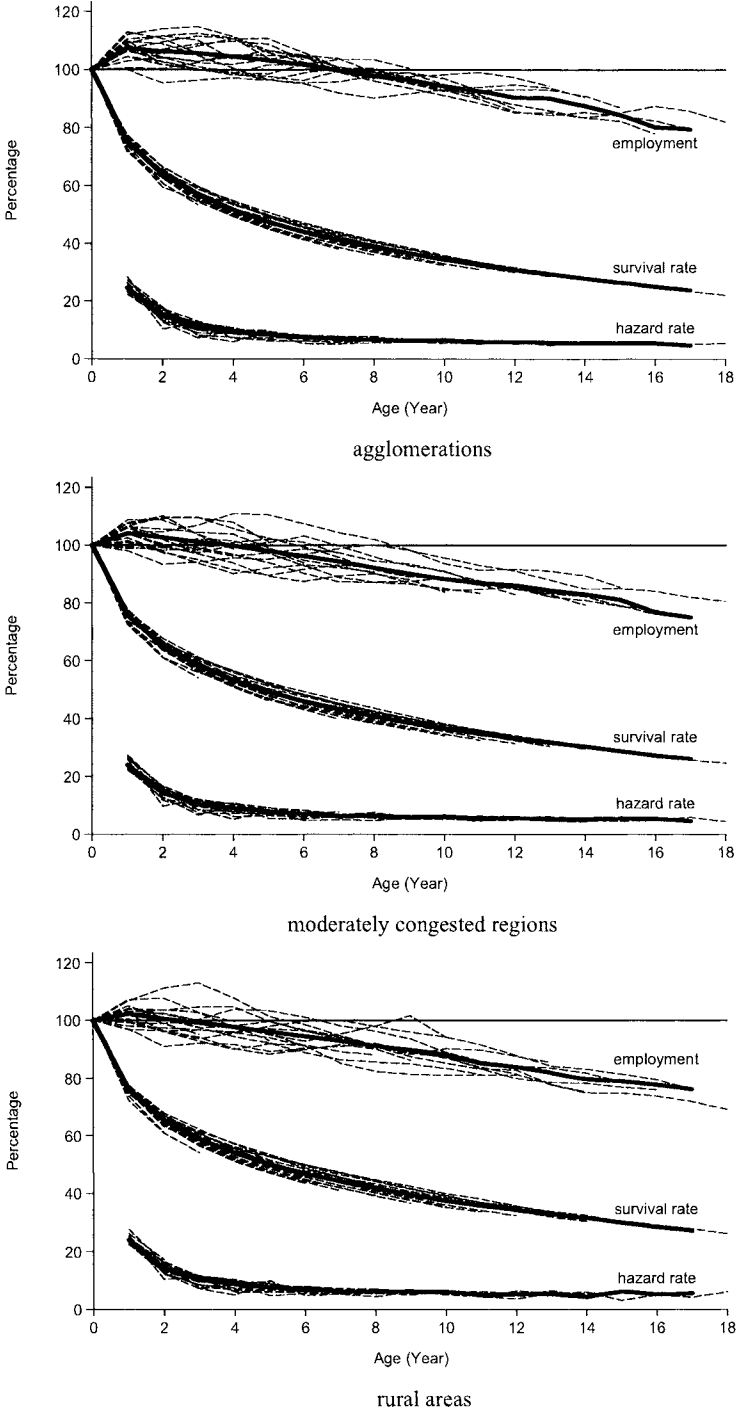 120
100
80
60
40
20
0
Percentage
employment
survival rate
hazard rate
0 2 4 6 8 10 12 14 16 18
Age (Year)
agglomerations
120
100
80
60
40
20
0
Percentage
employment
survival rate
hazard rate
0 2 4 6 8 10 12 14 16 18
Age (Year)
moderately congested regions
120
100
80
60
40
20
0
Percentage
employment
survival rate
hazard rate
0 2 4 6 8 10 12 14 16 18
Age (Year)
rural areas